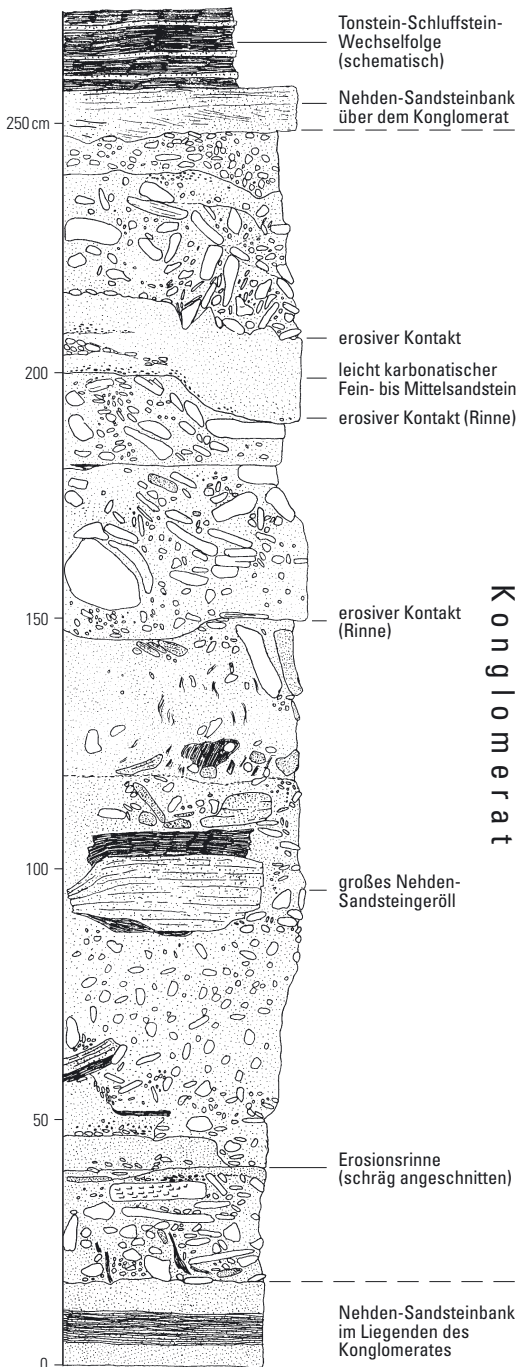 Tonstein-Schluffstein-
Wechselfolge
(schematisch)
Nehden-Sandsteinbank
über dem Konglomerat
250 cm
erosiver Kontakt
200
leicht karbonatischer
Fein- bis Mittelsandstein
erosiver Kontakt (Rinne)
150
erosiver Kontakt
(Rinne)
Konglomerat
100
großes Nehden-
Sandsteingeröll
50
Erosionsrinne
(schräg angeschnitten)
Nehden-Sandsteinbank
im Liegenden des
Konglomerates
0